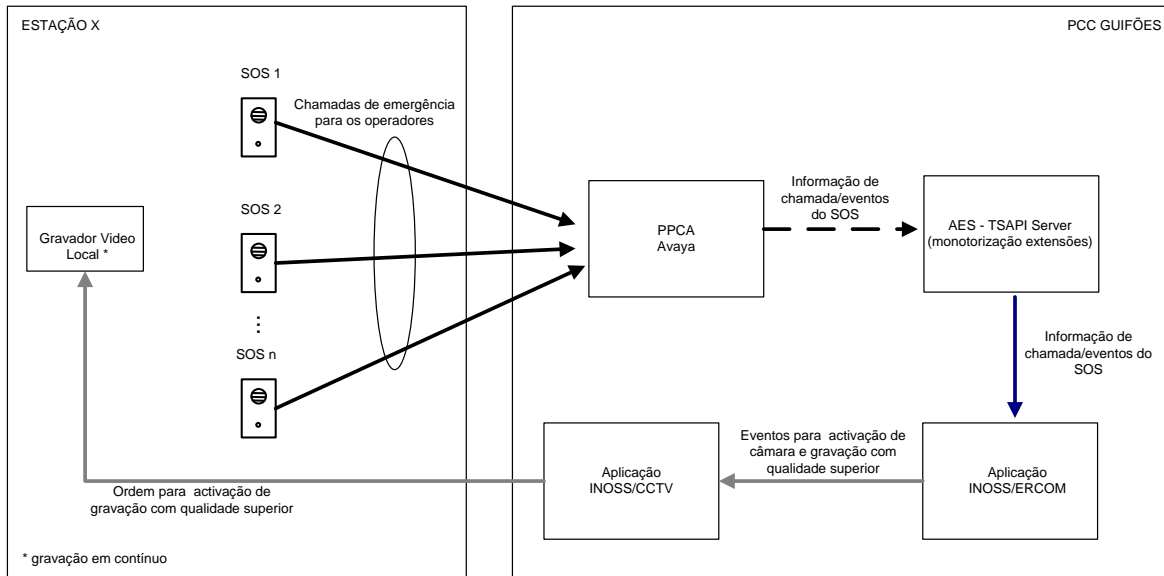 ESTAÇÃO X
PCC GUIFÕES
SOS 1
Chamadas de emergência
para os operadores
SOS 2
Gravador Video
Local *
...
SOS n
PPCA
Avaya
Informação de
chamada/eventos
do SOS
AES - TSAPI Server
(monotorização extensões)
Informação de
chamada/eventos do
SOS
Eventos para activação de
câmara e gravação com
qualidade superior
Aplicação
INOSS/CCTV
Aplicação
INOSS/ERCOM
Ordem para activação de
gravação com qualidade superior
* gravação em contínuo